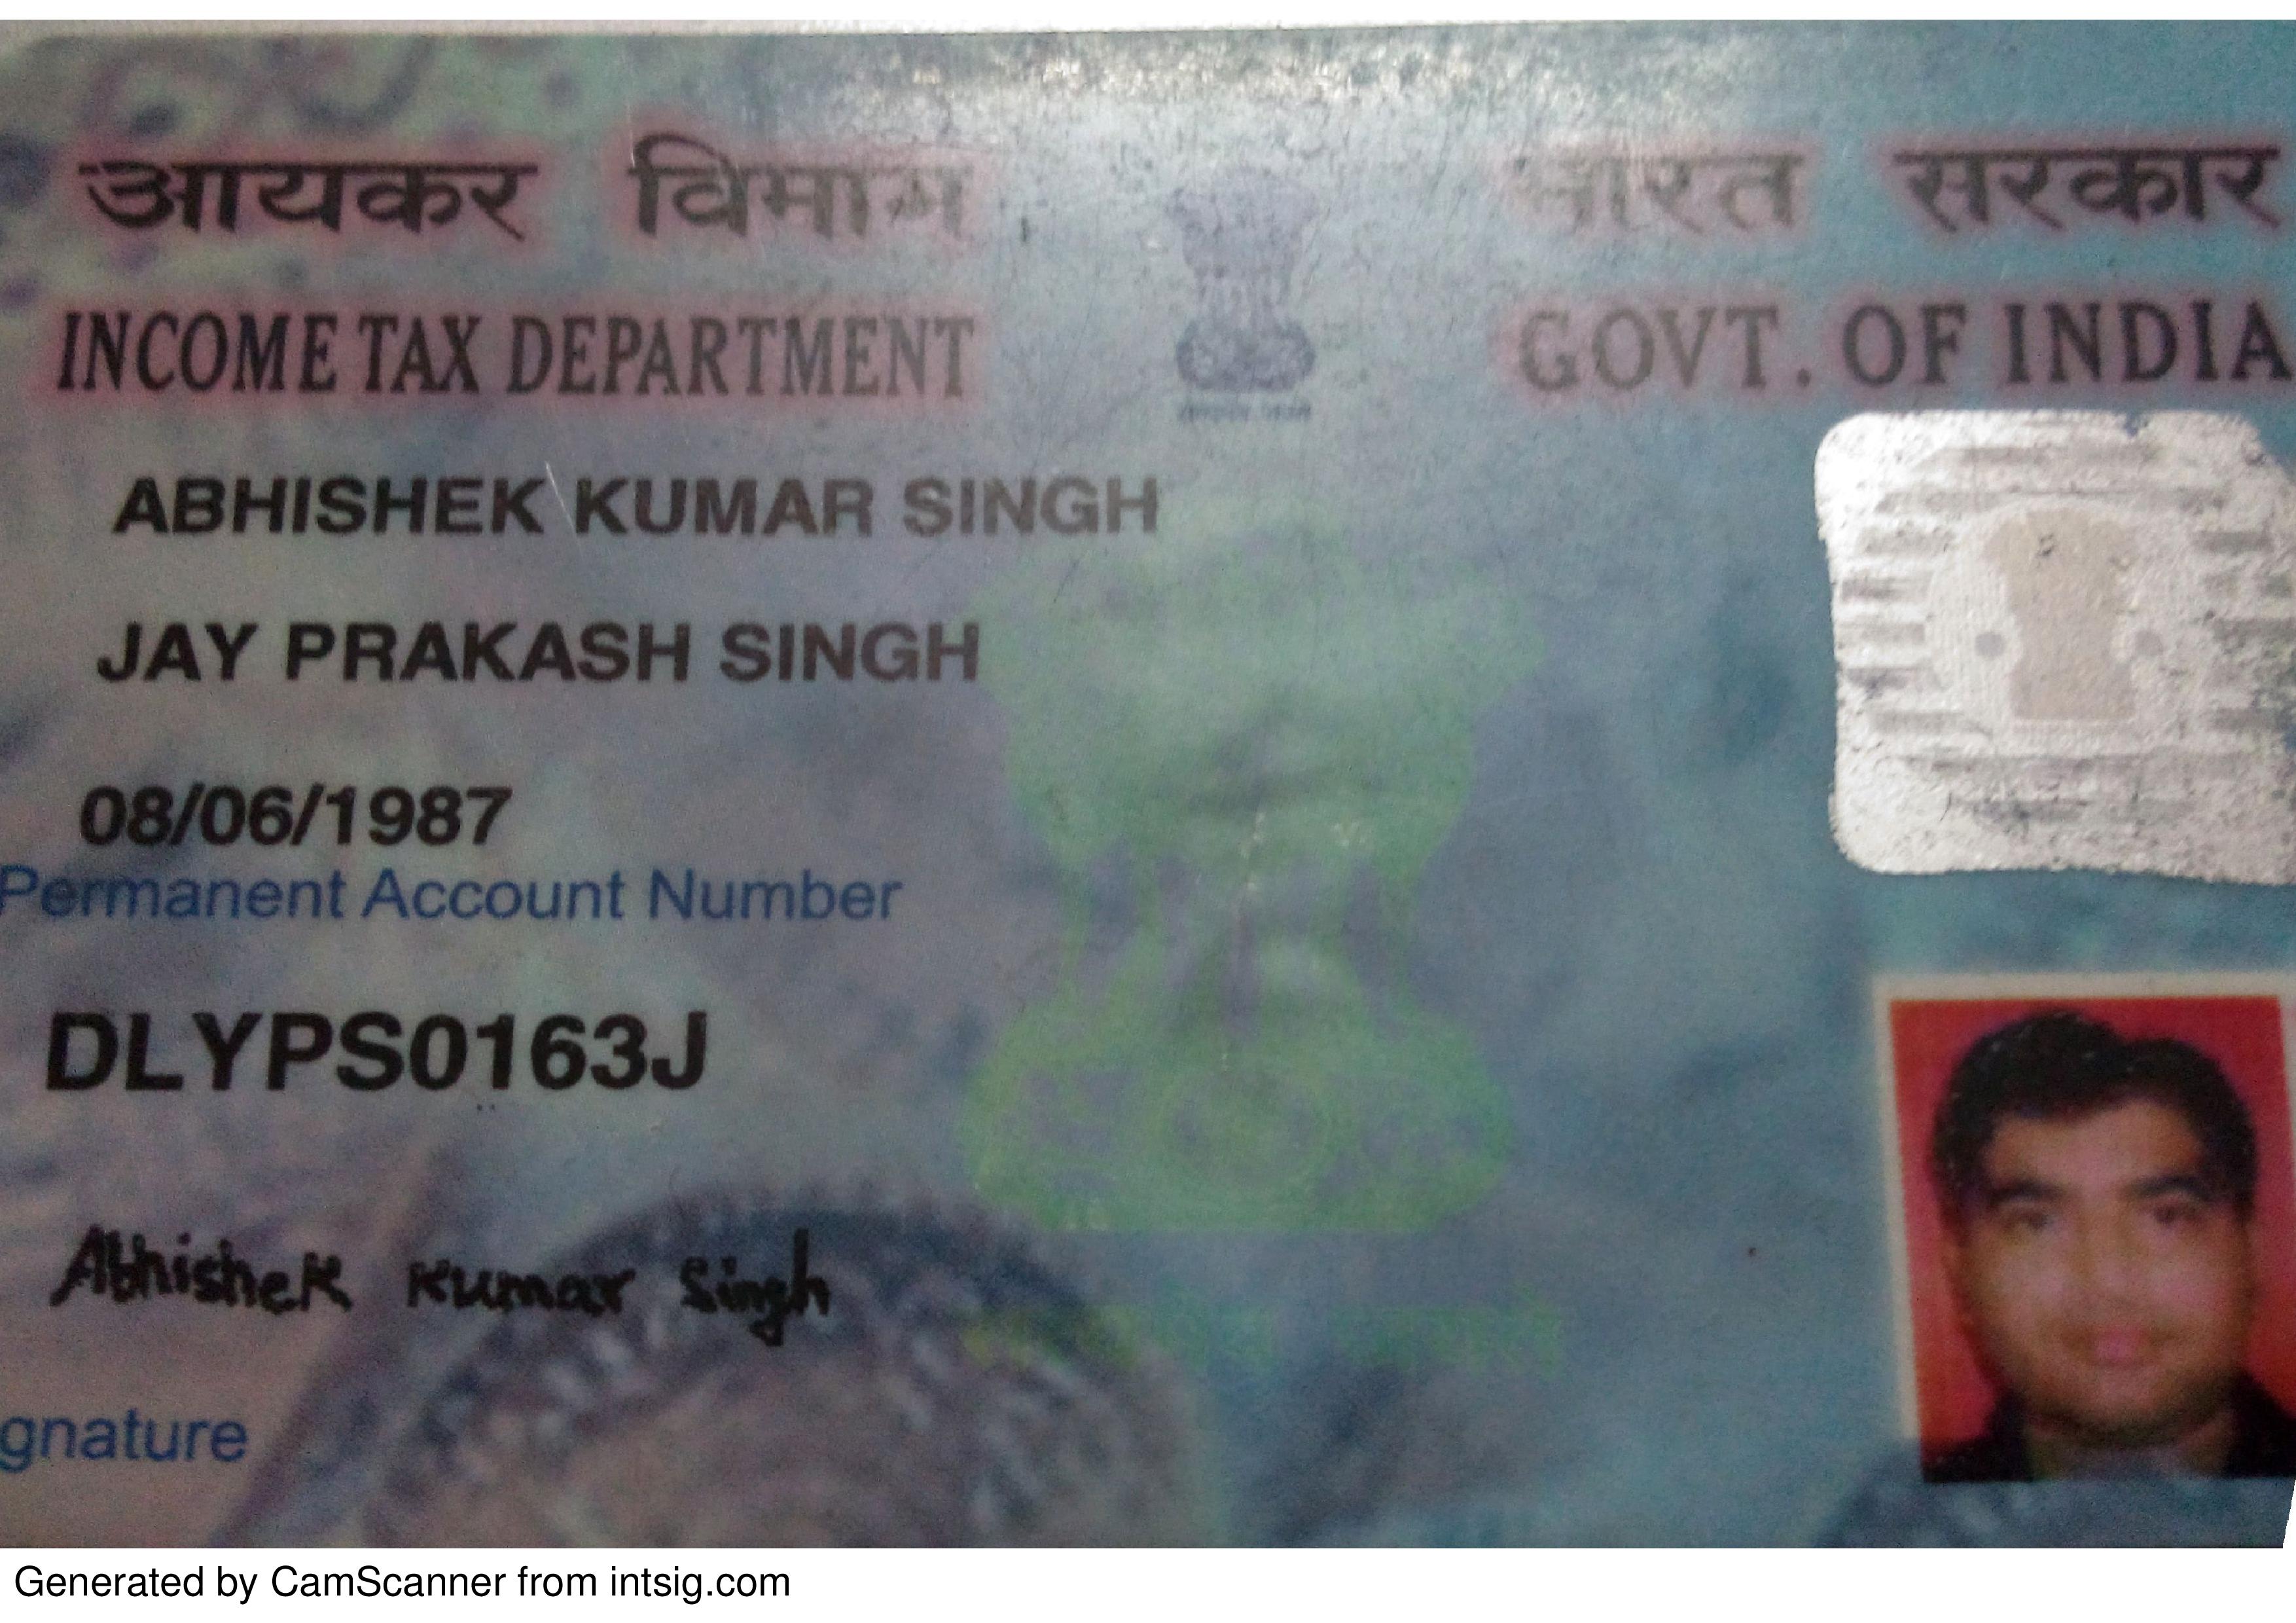 आयकर विभाग भारत सरकार
INCOME TAX DEPARTMENT GOVT. OF INDIA
ABHISHEK KUMAR SINGH
JAY PRAKASH SINGH
08/06/1987
Permanent Account Number
DLYPS0163J
Abhishek Kumar Singh
gnature
Generated by CamScanner from intsig.com